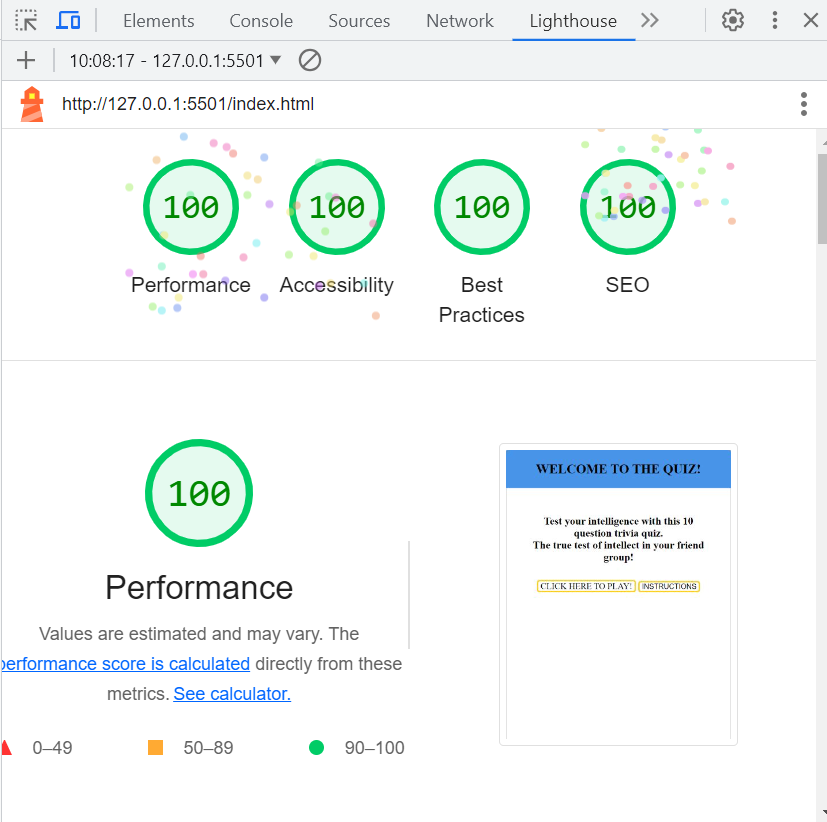 Elements Console Sources Network Lighthouse
10:08:17 - 127.0.0.1:5501
http://127.0.0.1:5501/index.html
100 100 100 100
Performance Accessibility Best Practices SEO
100
Performance
Values are estimated and may vary. The
performance score is calculated directly from these
metrics. See calculator.
0–49 50–89 90–100
WELCOME TO THE QUIZ!
Test your intelligence with this 10
question trivia quiz.
The true test of intellect in your friend
group!
CLICK HERE TO PLAY! INSTRUCTIONS